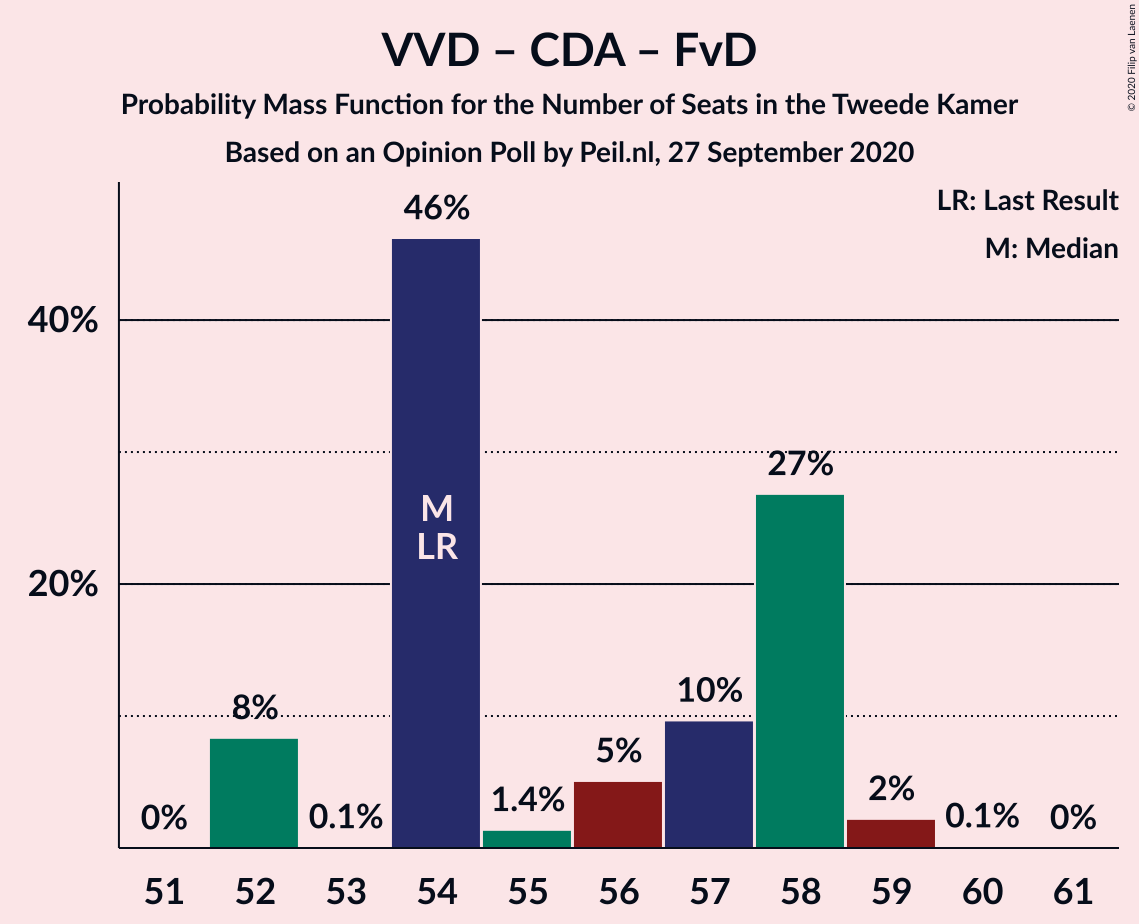 VVD – CDA – FvD
Probability Mass Function for the Number of Seats in the Tweede Kamer
Based on an Opinion Poll by Peil.nl, 27 September 2020
© 2020 Filip van Laenen
LR: Last Result
M: Median
40%
20%
0%
8%
0.1%
46%
M
LR
1.4%
5%
10%
27%
2%
0.1%
0%
51 52 53 54 55 56 57 58 59 60 61